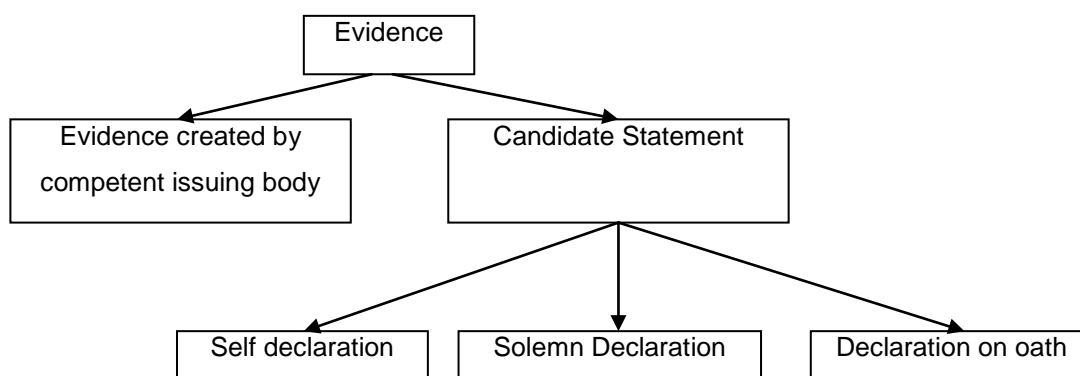 Evidence
Evidence created by
competent issuing body
Candidate Statement
Self declaration
Solemn Declaration
Declaration on oath